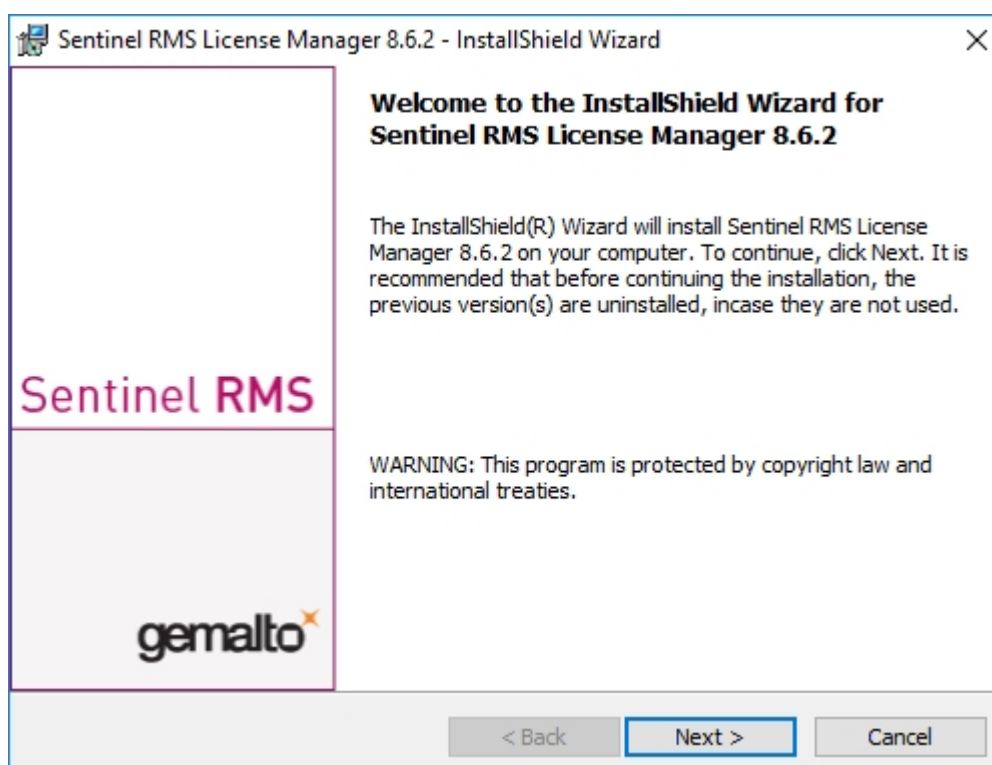 Sentinel RMS License Manager 8.6.2 - InstallShield Wizard
Welcome to the InstallShield Wizard for
Sentinel RMS License Manager 8.6.2
The InstallShield(R) Wizard will install Sentinel RMS License
Manager 8.6.2 on your computer. To continue, click Next. It is
recommended that before continuing the installation, the
previous version(s) are uninstalled, incase they are not used.
Sentinel RMS
WARNING: This program is protected by copyright law and
international treaties.
gemalto
< Back
Next >
Cancel